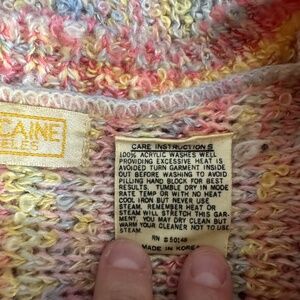 CAINE
CARE INSTRUCTIONS
100% ACRYLIC WASHES WELL
PROVIDING EXCESSIVE HEAT IS
AVOIDED TURN GARMENT INSIDE
OUT BEFORE WASHING TO AVOID
PILLING HAND BLOCK FOR BEST
RESULTS. TUMBLE DRY IN MODE
RATE TEMP OR WITH NO HEAT
COOL IRON BUT NEVER USE
STEAM. REMEMBER HEAT OR
STEAM WILL STRETCH THIS GAR-
MENT. YOU MAY DRY CLEAN BUT
WARM YOUR CLEANER NOT TO USE
STEAM.
RN #50148
MADE IN KOREA